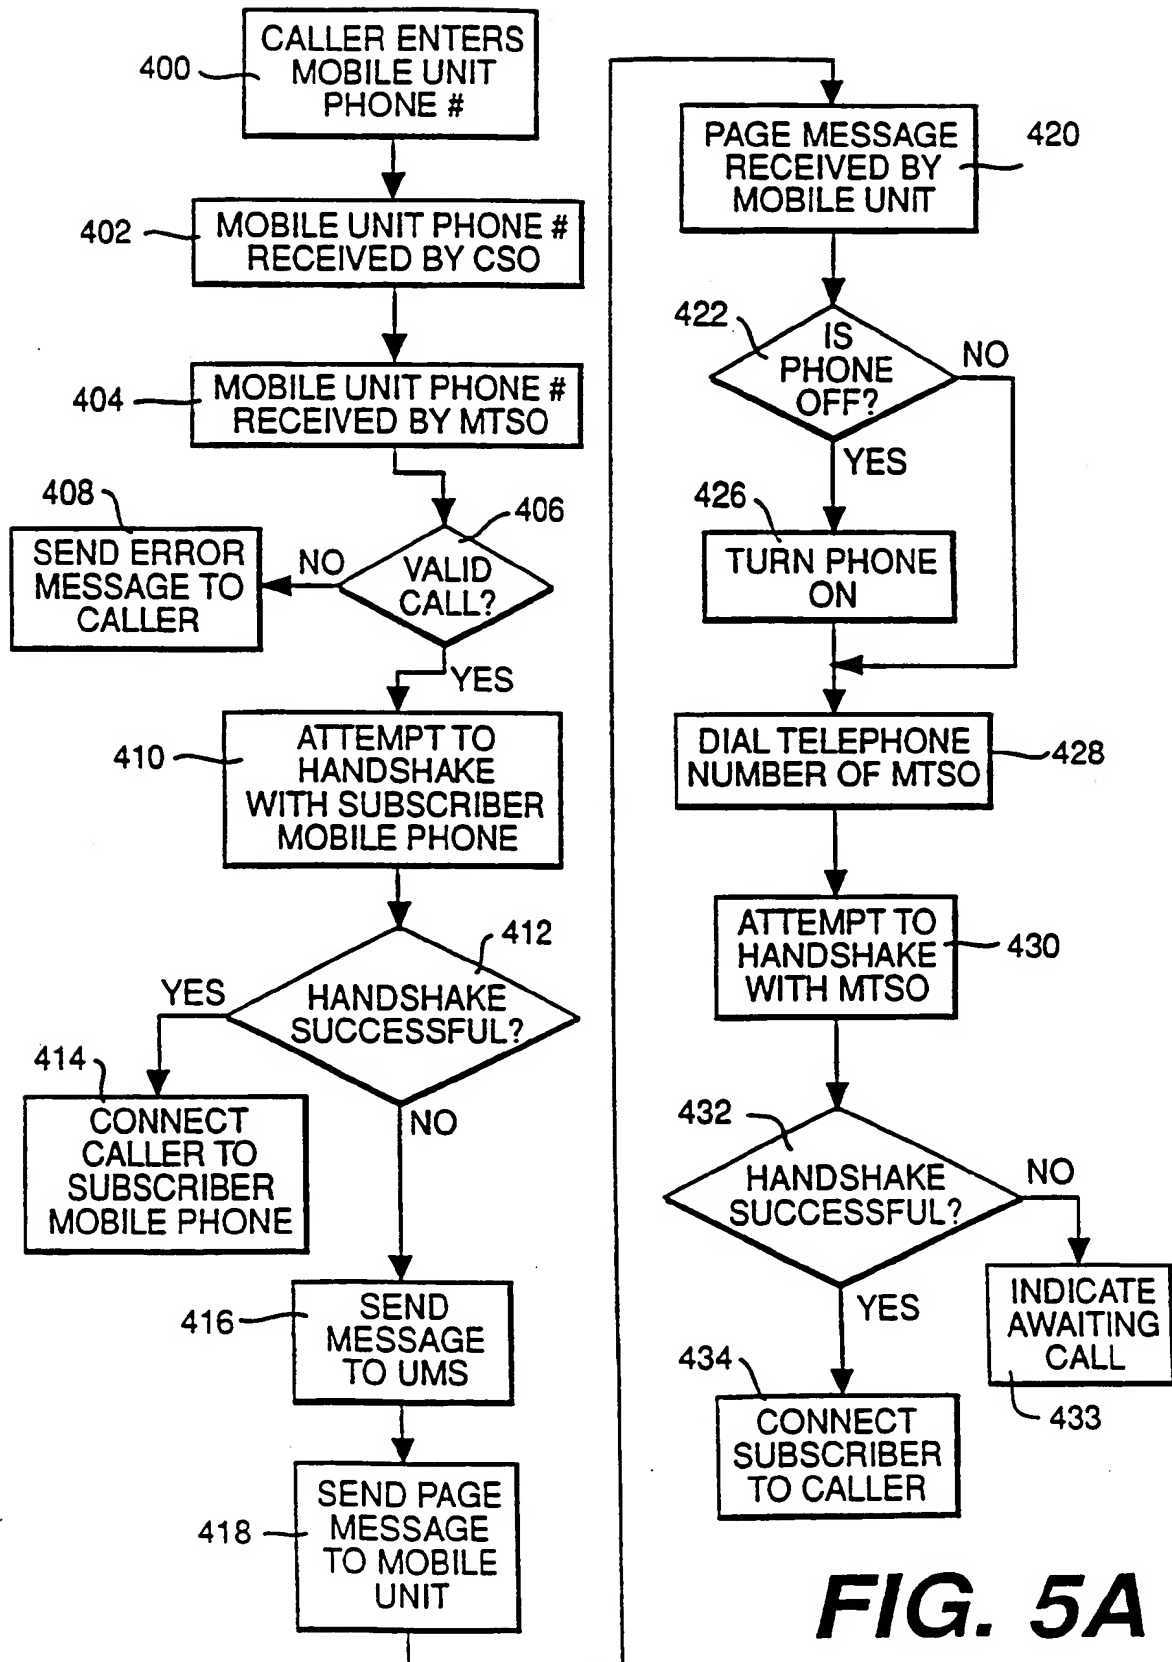 CALLER ENTERS
MOBILE UNIT
PHONE #
400
MOBILE UNIT PHONE #
RECEIVED BY CSO
402
MOBILE UNIT PHONE #
RECEIVED BY MTSO
404
406
VALID
CALL?
NO
YES
408
SEND ERROR
MESSAGE TO
CALLER
410
ATTEMPT TO
HANDSHAKE
WITH SUBSCRIBER
MOBILE PHONE
412
HANDSHAKE
SUCCESSFUL?
YES
NO
414
CONNECT
CALLER TO
SUBSCRIBER
MOBILE PHONE
416
SEND
MESSAGE
TO UMS
418
SEND PAGE
MESSAGE
TO MOBILE
UNIT
PAGE MESSAGE
RECEIVED BY
MOBILE UNIT
420
422
IS
PHONE
OFF?
NO
YES
426
TURN PHONE
ON
DIAL TELEPHONE
NUMBER OF MTSO
428
ATTEMPT TO
HANDSHAKE
WITH MTSO
430
432
HANDSHAKE
SUCCESSFUL?
NO
YES
INDICATE
AWAITING
CALL
433
434
CONNECT
SUBSCRIBER
TO CALLER
FIG. 5A